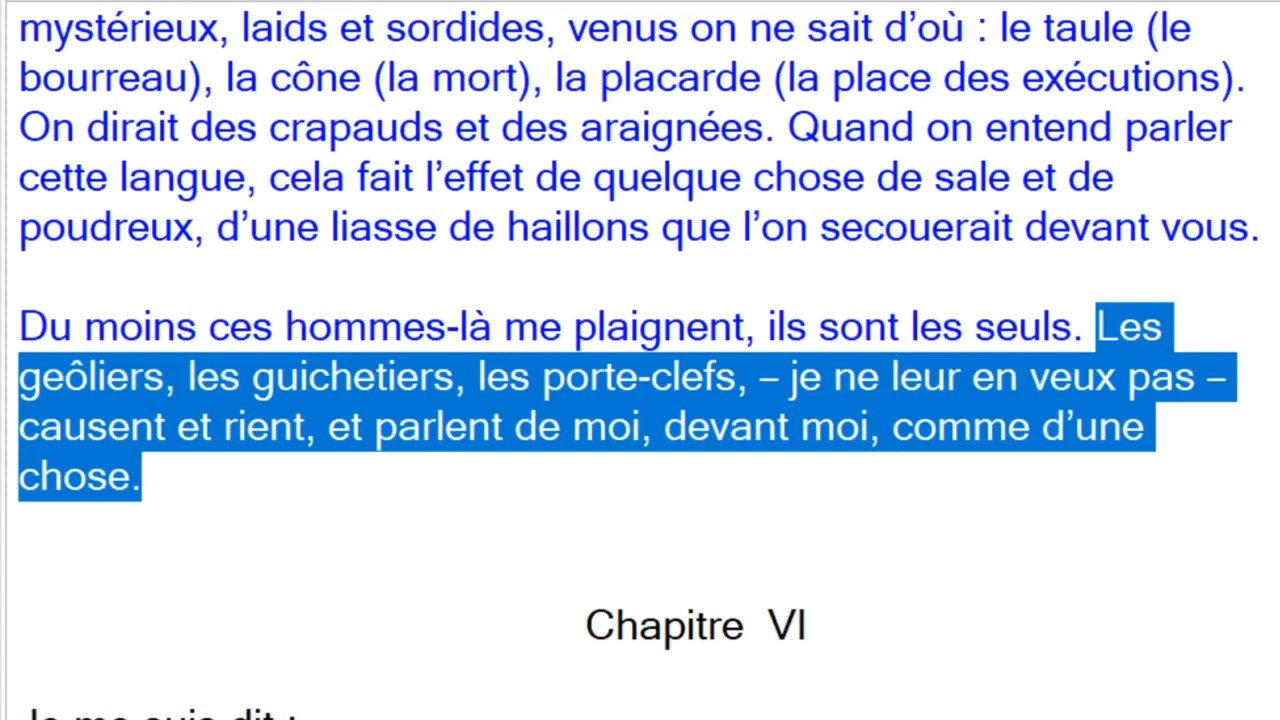 mystérieux, laids et sordides, venus on ne sait d’où : le taule (le
bourreau), la cône (la mort), la placarde (la place des exécutions).
On dirait des crapauds et des araignées. Quand on entend parler
cette langue, cela fait l’effet de quelque chose de sale et de
poudreux, d’une liasse de haillons que l’on secouerait devant vous.
Du moins ces hommes-là me plaignent, ils sont les seuls. Les
geôliers, les guichetiers, les porte-clefs, – je ne leur en veux pas –
causent et rient, et parlent de moi, devant moi, comme d’une
chose.
Chapitre VI
Je me suis dit :